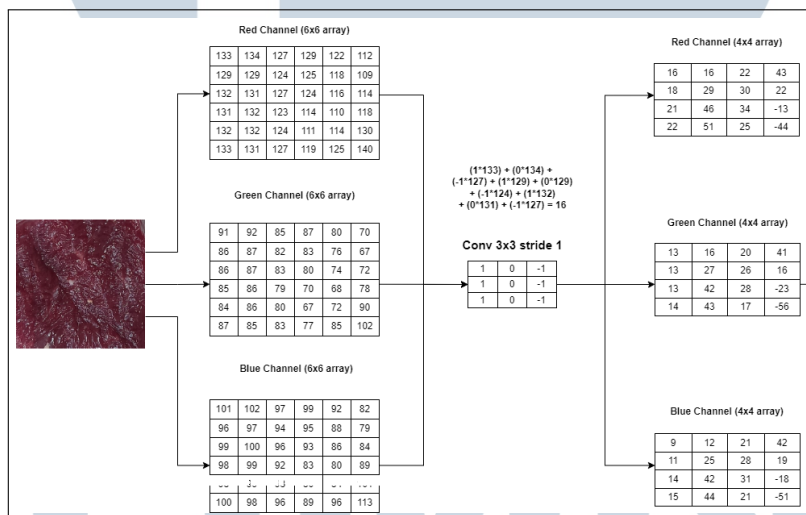 Red Channel (6x6 array)
133 134 127 129 122 112
129 129 124 125 118 109
132 131 127 124 116 114
131 132 123 114 110 118
132 132 124 111 114 130
133 131 127 119 125 140
Green Channel (6x6 array)
91 92 85 87 80 70
86 87 82 83 76 67
86 87 83 80 74 72
85 86 79 70 68 78
84 86 80 67 72 90
87 85 83 77 85 102
Blue Channel (6x6 array)
101 102 97 99 92 82
96 97 94 95 88 79
99 100 96 93 86 84
98 99 92 83 80 89
100 98 96 89 96 113
(1*133) + (0*134) +
(-1*127) + (1*129) + (0*129)
+ (-1*124) + (1*132)
+ (0*131) + (-1*127) = 16
Conv 3x3 stride 1
1 0 -1
1 0 -1
1 0 -1
Red Channel (4x4 array)
16 16 22 43
18 29 30 22
21 46 34 -13
22 51 25 -44
Green Channel (4x4 array)
13 16 20 41
13 27 26 16
13 42 28 -23
14 43 17 -56
Blue Channel (4x4 array)
9 12 21 42
11 25 28 19
14 42 31 -18
15 44 21 -51